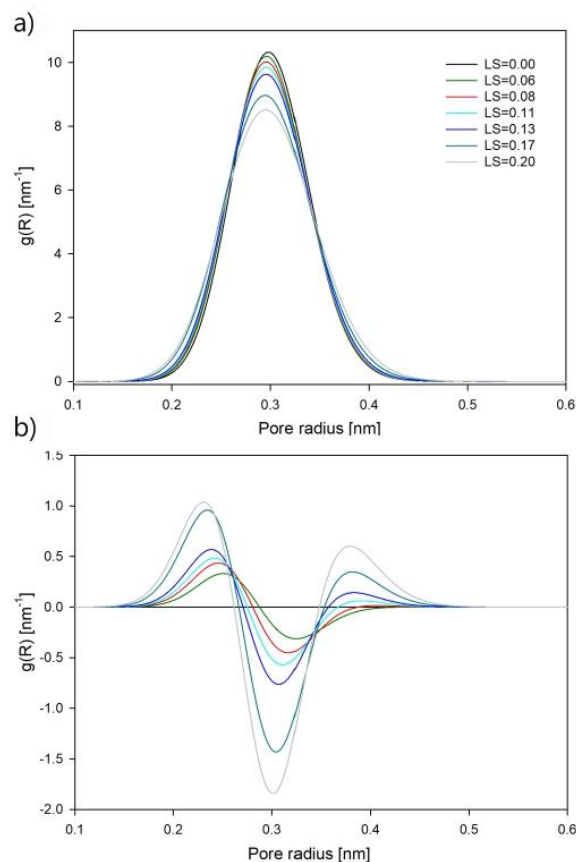 a)
10
8
6
4
2
0
g(R) [nm⁻¹]
LS=0.00
LS=0.06
LS=0.08
LS=0.11
LS=0.13
LS=0.17
LS=0.20
0.1 0.2 0.3 0.4 0.5 0.6
Pore radius [nm]
b)
1.5
1.0
0.5
0.0
-0.5
-1.0
-1.5
-2.0
g(R) [nm⁻¹]
0.1 0.2 0.3 0.4 0.5 0.6
Pore radius [nm]